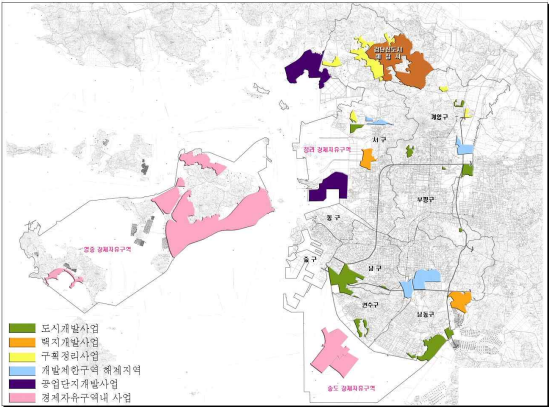 검단신도시
예 정 지
계양구
서 구
청라 경제자유구역
부평구
동 구
중 구
영종 경제자유구역
남 구
연수구
남동구
송도 경제자유구역
도시개발사업
택지개발사업
구획정리사업
개발제한구역 해제지역
공업단지개발사업
경제자유구역내 사업